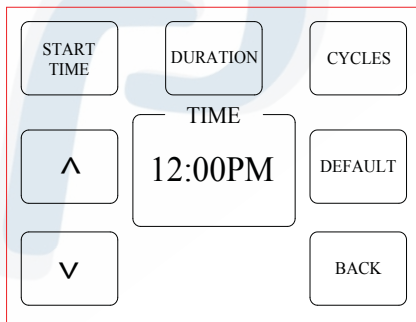 START
TIME
DURATION
CYCLES
TIME
^
12:00PM
DEFAULT
v
BACK